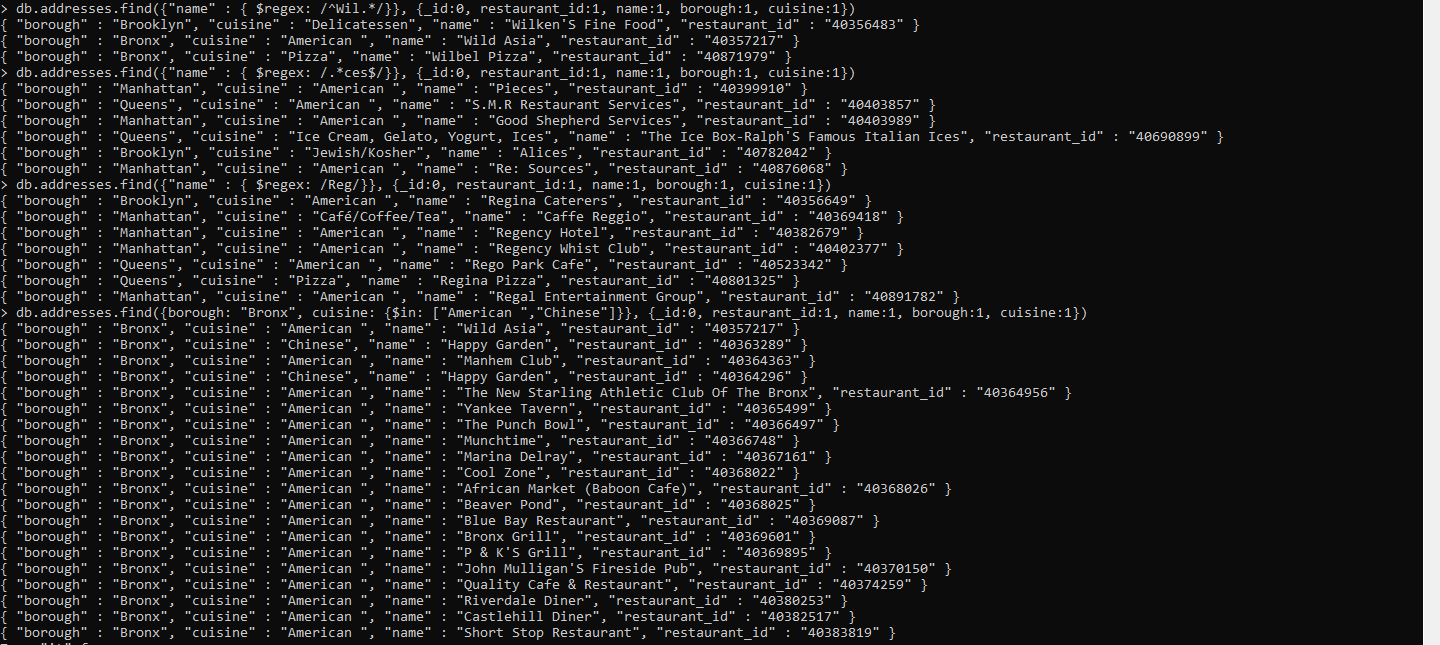 > db.addresses.find({"name" : { $regex: /^Wil.*/}}, {_id:0, restaurant_id:1, name:1, borough:1, cuisine:1})
{ "borough" : "Brooklyn", "cuisine" : "Delicatessen", "name" : "Wilken'S Fine Food", "restaurant_id" : "40356483" }
{ "borough" : "Bronx", "cuisine" : "American ", "name" : "Wild Asia", "restaurant_id" : "40357217" }
{ "borough" : "Bronx", "cuisine" : "Pizza", "name" : "Wilbel Pizza", "restaurant_id" : "40871979" }
> db.addresses.find({"name" : { $regex: /.*ces$/}}, {_id:0, restaurant_id:1, name:1, borough:1, cuisine:1})
{ "borough" : "Manhattan", "cuisine" : "American ", "name" : "Pieces", "restaurant_id" : "40399910" }
{ "borough" : "Queens", "cuisine" : "American ", "name" : "S.M.R Restaurant Services", "restaurant_id" : "40403857" }
{ "borough" : "Manhattan", "cuisine" : "American ", "name" : "Good Shepherd Services", "restaurant_id" : "40403989" }
{ "borough" : "Queens", "cuisine" : "Ice Cream, Gelato, Yogurt, Ices", "name" : "The Ice Box-Ralph'S Famous Italian Ices", "restaurant_id" : "40690899" }
{ "borough" : "Brooklyn", "cuisine" : "Jewish/Kosher", "name" : "Alices", "restaurant_id" : "40782042" }
{ "borough" : "Manhattan", "cuisine" : "American ", "name" : "Re: Sources", "restaurant_id" : "40876068" }
> db.addresses.find({"name" : { $regex: /Reg/}}, {_id:0, restaurant_id:1, name:1, borough:1, cuisine:1})
{ "borough" : "Brooklyn", "cuisine" : "American ", "name" : "Regina Caterers", "restaurant_id" : "40356649" }
{ "borough" : "Manhattan", "cuisine" : "Café/Coffee/Tea", "name" : "Caffe Reggio", "restaurant_id" : "40369418" }
{ "borough" : "Manhattan", "cuisine" : "American ", "name" : "Regency Hotel", "restaurant_id" : "40382679" }
{ "borough" : "Manhattan", "cuisine" : "American ", "name" : "Regency Whist Club", "restaurant_id" : "40402377" }
{ "borough" : "Queens", "cuisine" : "American ", "name" : "Rego Park Cafe", "restaurant_id" : "40523342" }
{ "borough" : "Queens", "cuisine" : "Pizza", "name" : "Regina Pizza", "restaurant_id" : "40801325" }
{ "borough" : "Manhattan", "cuisine" : "American ", "name" : "Regal Entertainment Group", "restaurant_id" : "40891782" }
> db.addresses.find({borough: "Bronx", cuisine: {$in: ["American ","Chinese"]}}, {_id:0, restaurant_id:1, name:1, borough:1, cuisine:1})
{ "borough" : "Bronx", "cuisine" : "American ", "name" : "Wild Asia", "restaurant_id" : "40357217" }
{ "borough" : "Bronx", "cuisine" : "Chinese", "name" : "Happy Garden", "restaurant_id" : "40363289" }
{ "borough" : "Bronx", "cuisine" : "American ", "name" : "Manhem Club", "restaurant_id" : "40364363" }
{ "borough" : "Bronx", "cuisine" : "Chinese", "name" : "Happy Garden", "restaurant_id" : "40364296" }
{ "borough" : "Bronx", "cuisine" : "American ", "name" : "The New Starling Athletic Club Of The Bronx", "restaurant_id" : "40364956" }
{ "borough" : "Bronx", "cuisine" : "American ", "name" : "Yankee Tavern", "restaurant_id" : "40365499" }
{ "borough" : "Bronx", "cuisine" : "American ", "name" : "The Punch Bowl", "restaurant_id" : "40366497" }
{ "borough" : "Bronx", "cuisine" : "American ", "name" : "Munchtime", "restaurant_id" : "40366748" }
{ "borough" : "Bronx", "cuisine" : "American ", "name" : "Marina Delray", "restaurant_id" : "40367161" }
{ "borough" : "Bronx", "cuisine" : "American ", "name" : "Cool Zone", "restaurant_id" : "40368022" }
{ "borough" : "Bronx", "cuisine" : "American ", "name" : "African Market (Baboon Cafe)", "restaurant_id" : "40368026" }
{ "borough" : "Bronx", "cuisine" : "American ", "name" : "Beaver Pond", "restaurant_id" : "40368025" }
{ "borough" : "Bronx", "cuisine" : "American ", "name" : "Blue Bay Restaurant", "restaurant_id" : "40369087" }
{ "borough" : "Bronx", "cuisine" : "American ", "name" : "Bronx Grill", "restaurant_id" : "40369601" }
{ "borough" : "Bronx", "cuisine" : "American ", "name" : "P & K'S Grill", "restaurant_id" : "40369895" }
{ "borough" : "Bronx", "cuisine" : "American ", "name" : "John Mulligan'S Fireside Pub", "restaurant_id" : "40370150" }
{ "borough" : "Bronx", "cuisine" : "American ", "name" : "Quality Cafe & Restaurant", "restaurant_id" : "40374259" }
{ "borough" : "Bronx", "cuisine" : "American ", "name" : "Riverdale Diner", "restaurant_id" : "40380253" }
{ "borough" : "Bronx", "cuisine" : "American ", "name" : "Castlehill Diner", "restaurant_id" : "40382517" }
{ "borough" : "Bronx", "cuisine" : "American ", "name" : "Short Stop Restaurant", "restaurant_id" : "40383819" }